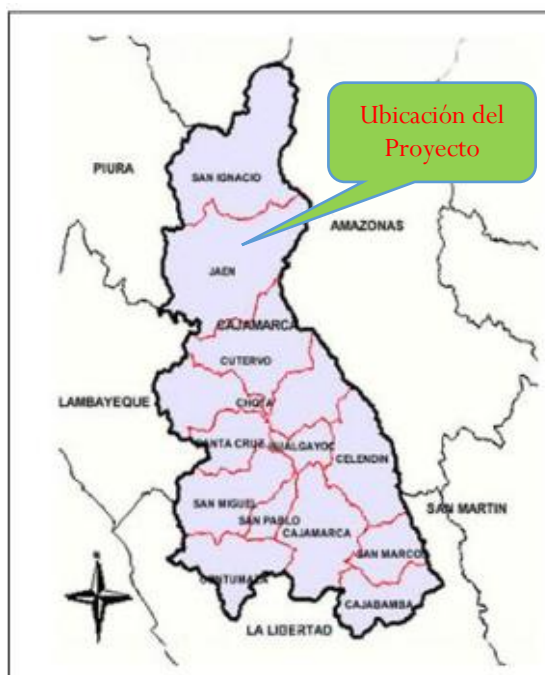 Ubicación del
Proyecto
PIURA
SAN IGNACIO
AMAZONAS
JAEN
CAJAMARCA
CUTERVO
LAMBAYEQUE
CHOTA
SANTA CRUZ
HUALGAYOC
CELENDIN
SAN MIGUEL
SAN MARTIN
SAN PABLO
CAJAMARCA
SAN MARCOS
CONTUMAZA
CAJABAMBA
LA LIBERTAD